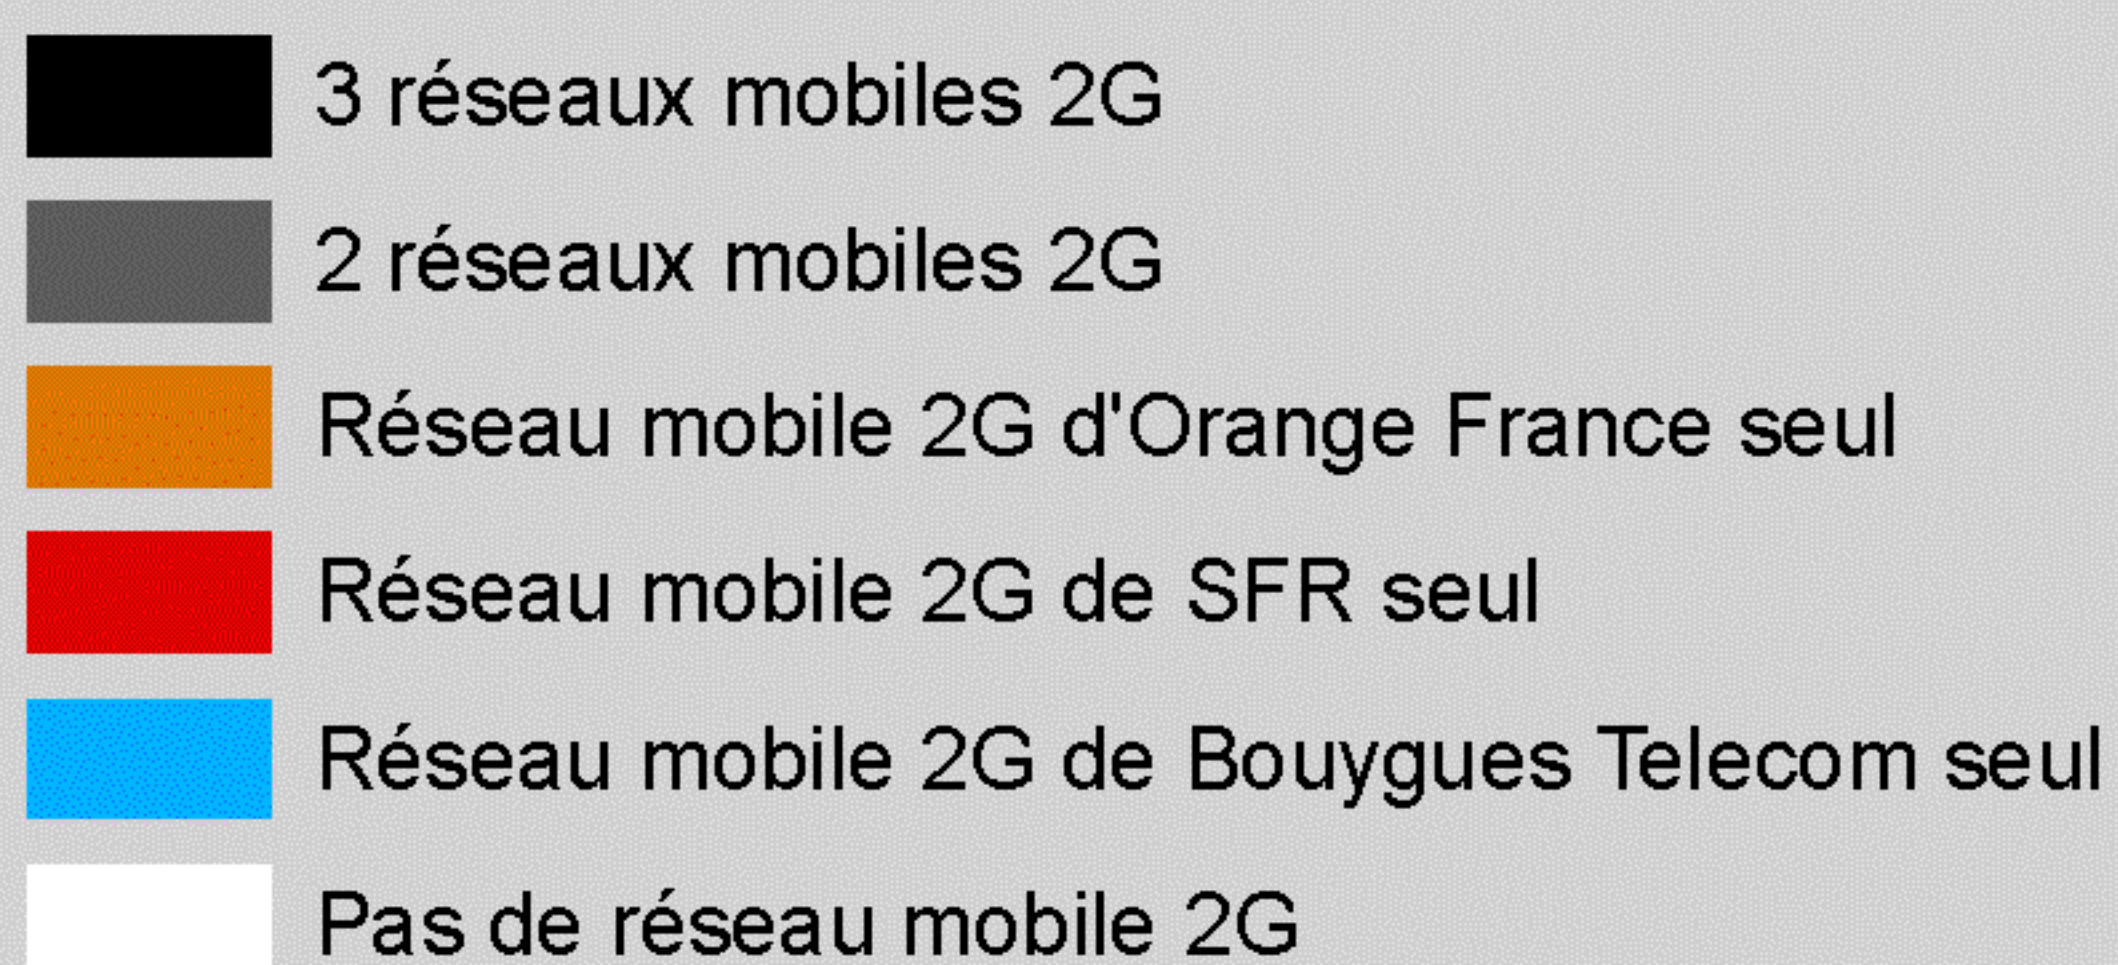 3 réseaux mobiles 2G
2 réseaux mobiles 2G
Réseau mobile 2G d'Orange France seul
Réseau mobile 2G de SFR seul
Réseau mobile 2G de Bouygues Telecom seul
Pas de réseau mobile 2G